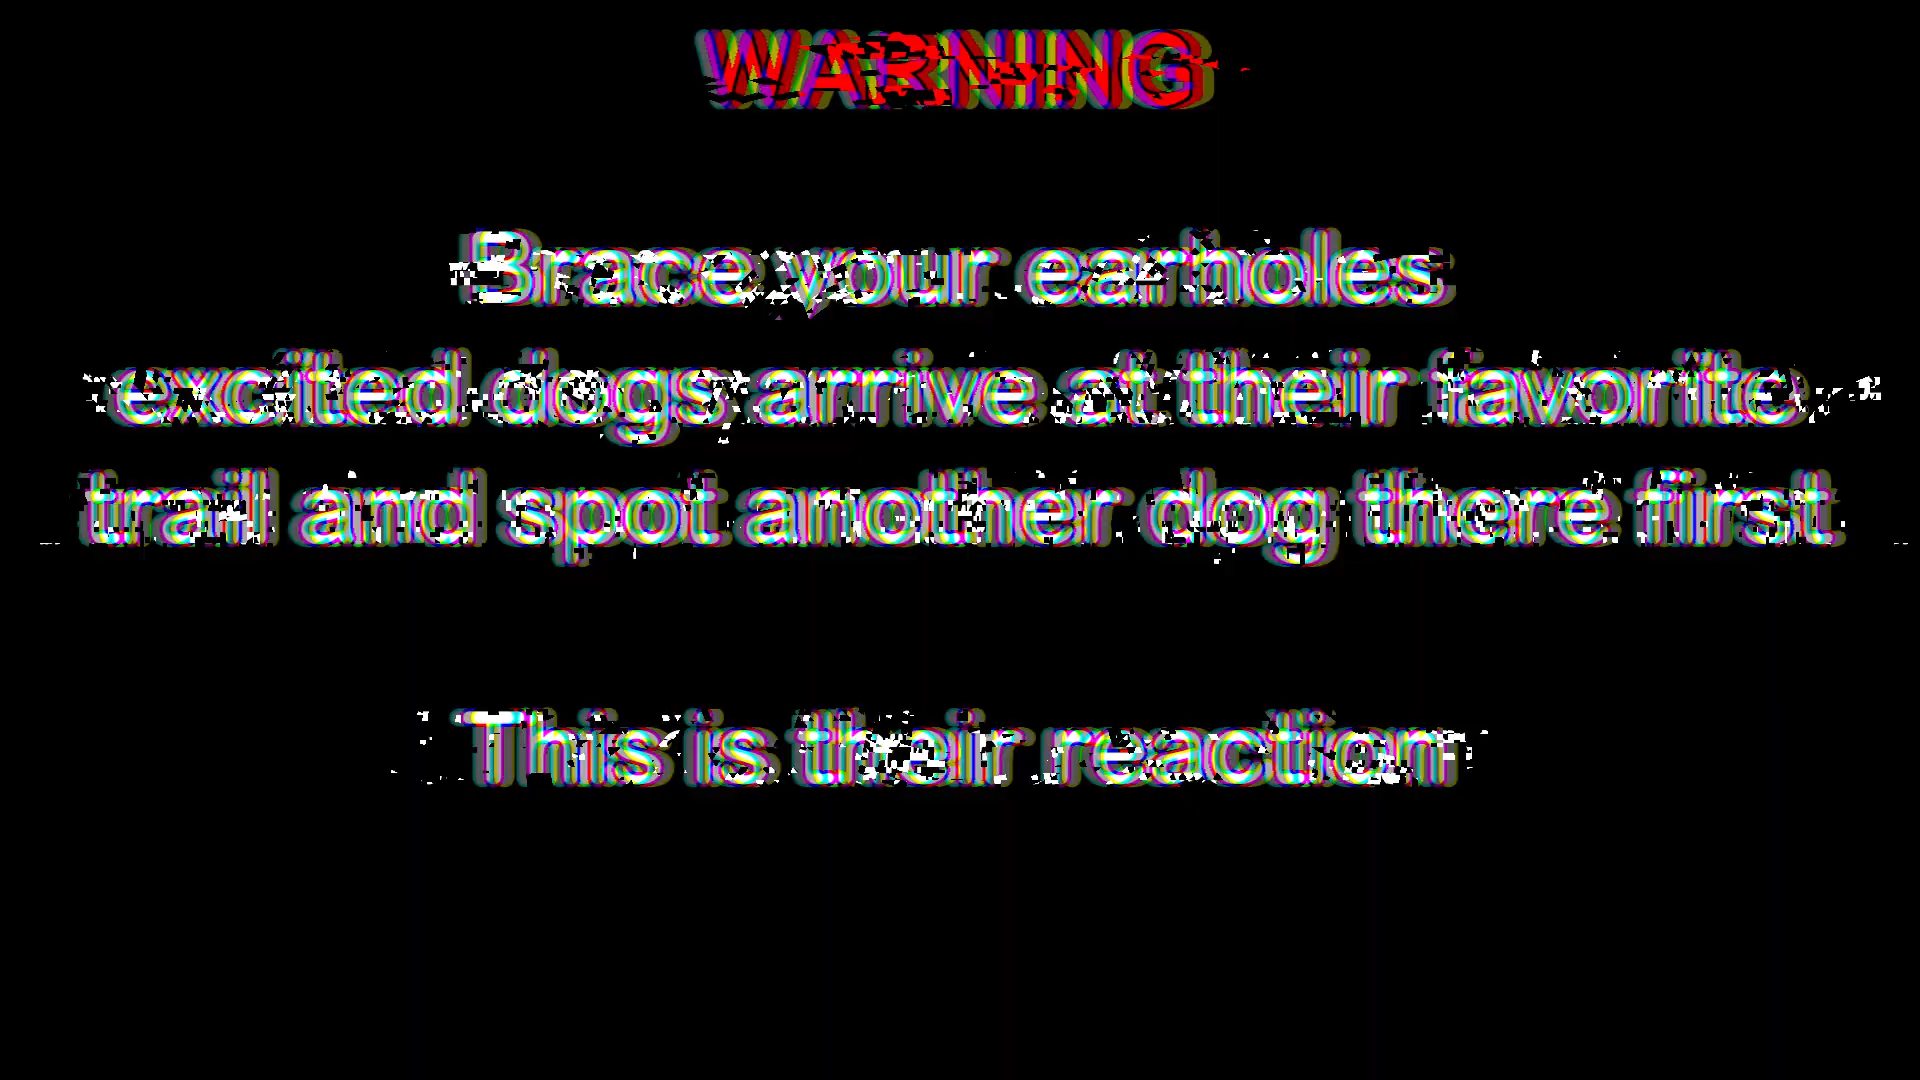 WARNING
Brace your earholes
excited dogs arrive at their favorite
trail and spot another dog there first
This is their reaction